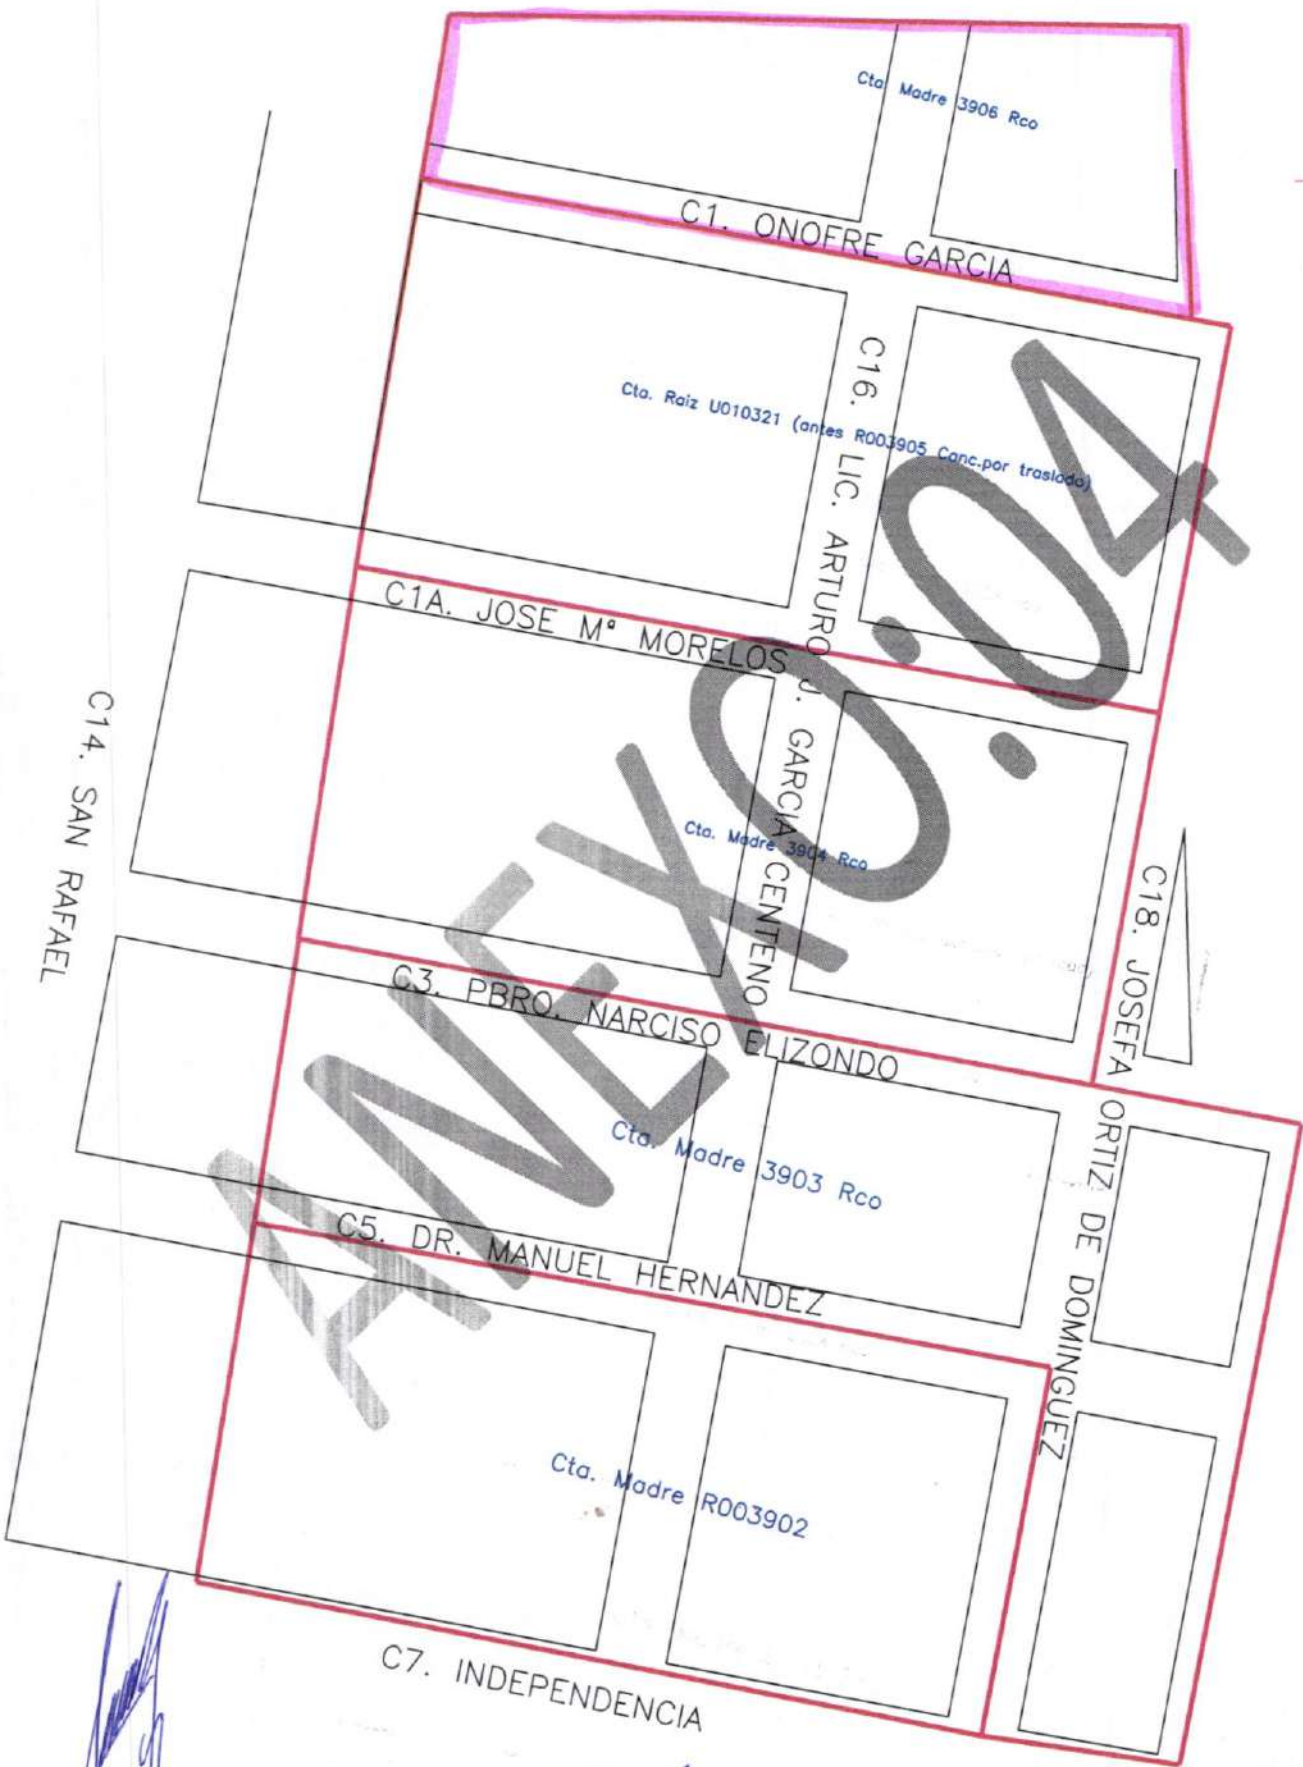 Cta. Madre 3906 Rco
C1. ONOFRE GARCIA
Cta. Raiz U010321 (antes R003905 Canc.por traslado)
C16. LIC. ARTURO J. GARCIA CENTENO
C1A. JOSE Mª MORELOS
C14. SAN RAFAEL
Cta. Madre 3904 Rco
C18. JOSEFA ORTIZ DE DOMINGUEZ
C3. PBRO. NARCISO ELIZONDO
Cta. Madre 3903 Rco
C5. DR. MANUEL HERNANDEZ
Cta. Madre R003902
C7. INDEPENDENCIA
ANEXO:04